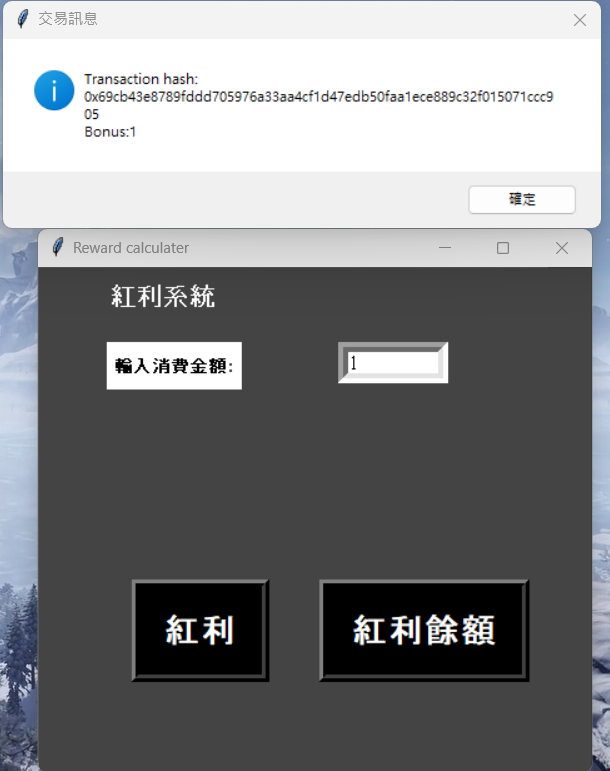 交易訊息
Transaction hash:
0x69cb43e8789fddd705976a33aa4cf1d47edb50faa1ece889c32f015071ccc9
05
Bonus:1
確定
Reward calculater
紅利系統
輸入消費金額:
1
紅利
紅利餘額